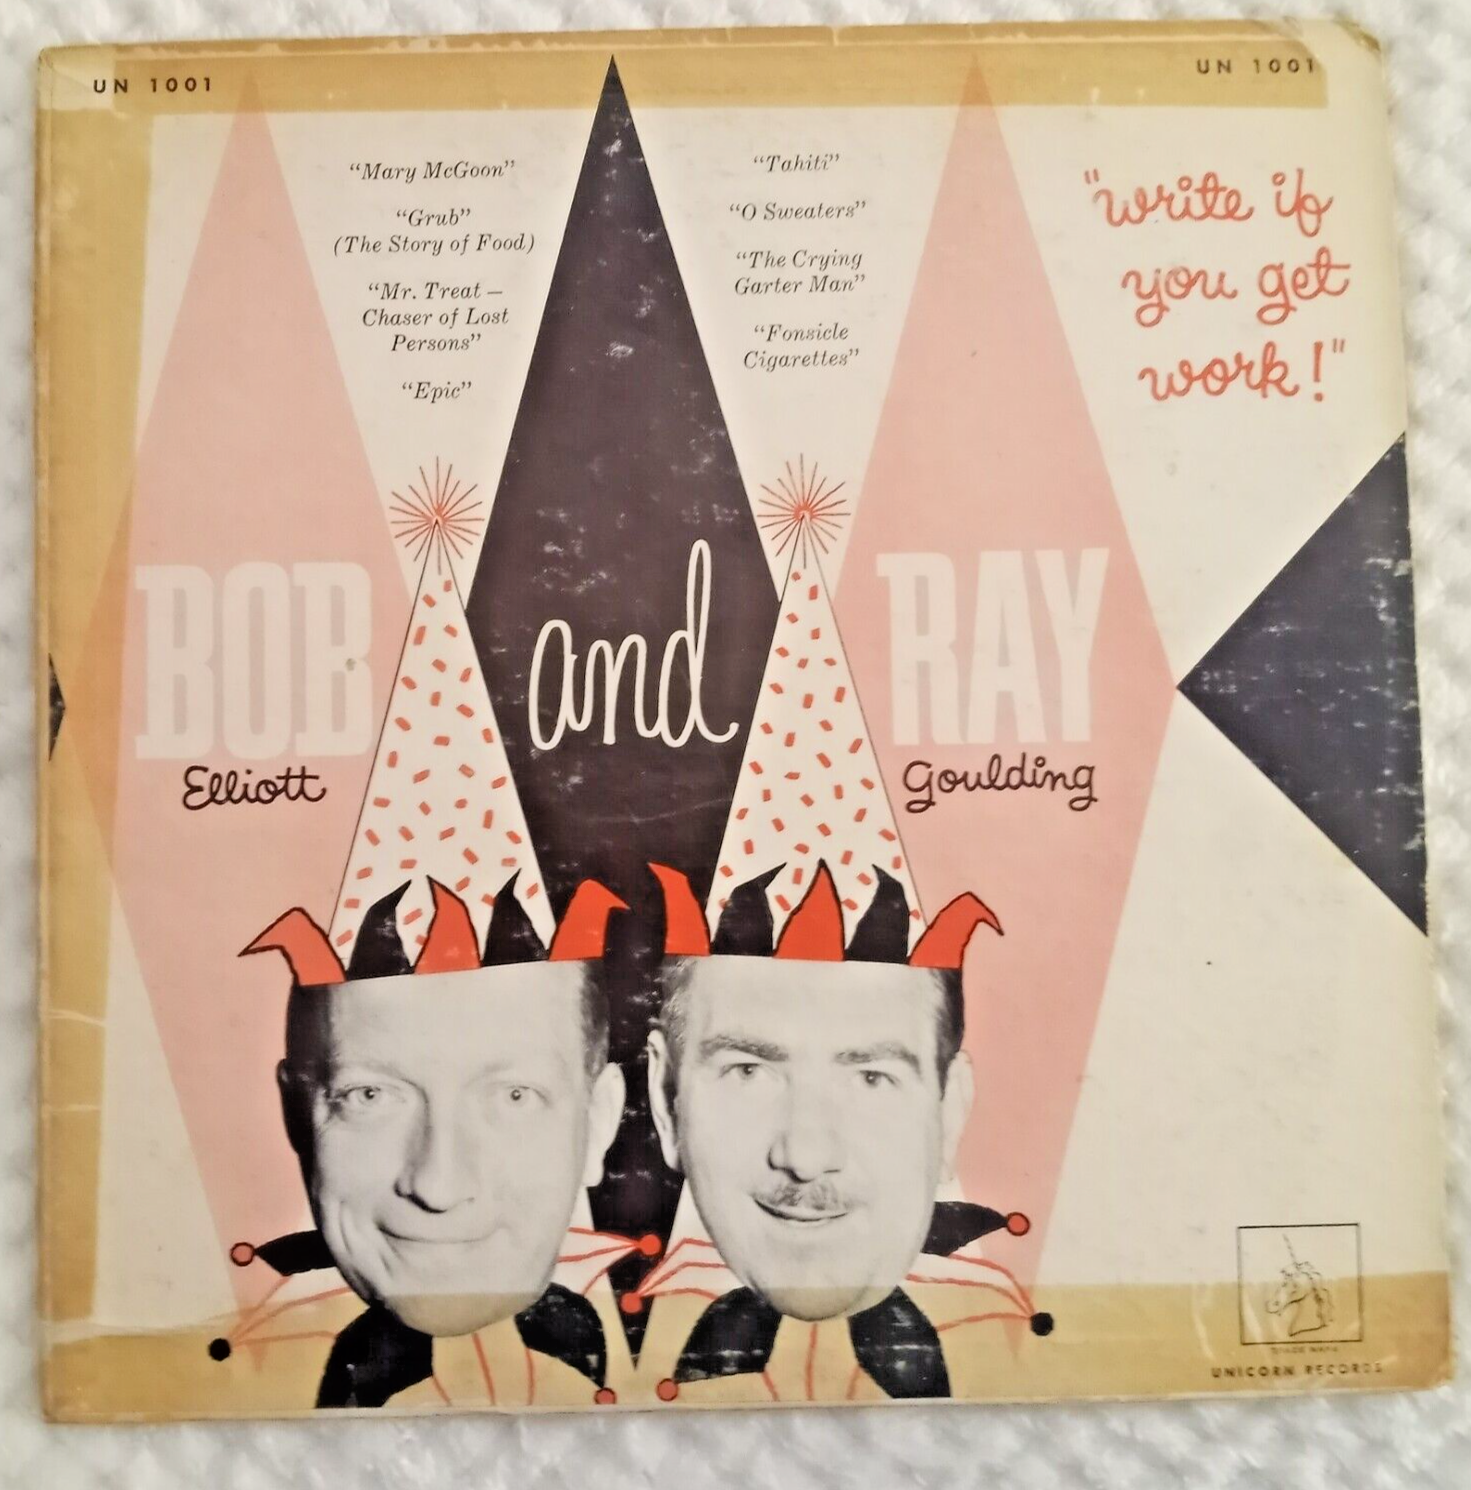 UN 1001
UN 1001
“Mary McGoon”
“Grub”
(The Story of Food)
“Mr. Treat –
Chaser of Lost
Persons”
“Epic”
“Tahiti”
“O Sweaters”
“The Crying
Garter Man”
“Fonsicle
Cigarettes”
"write if
you get
work!"
BOB and RAY
Elliott
Goulding
TRADE MARK
UNICORN RECORDS